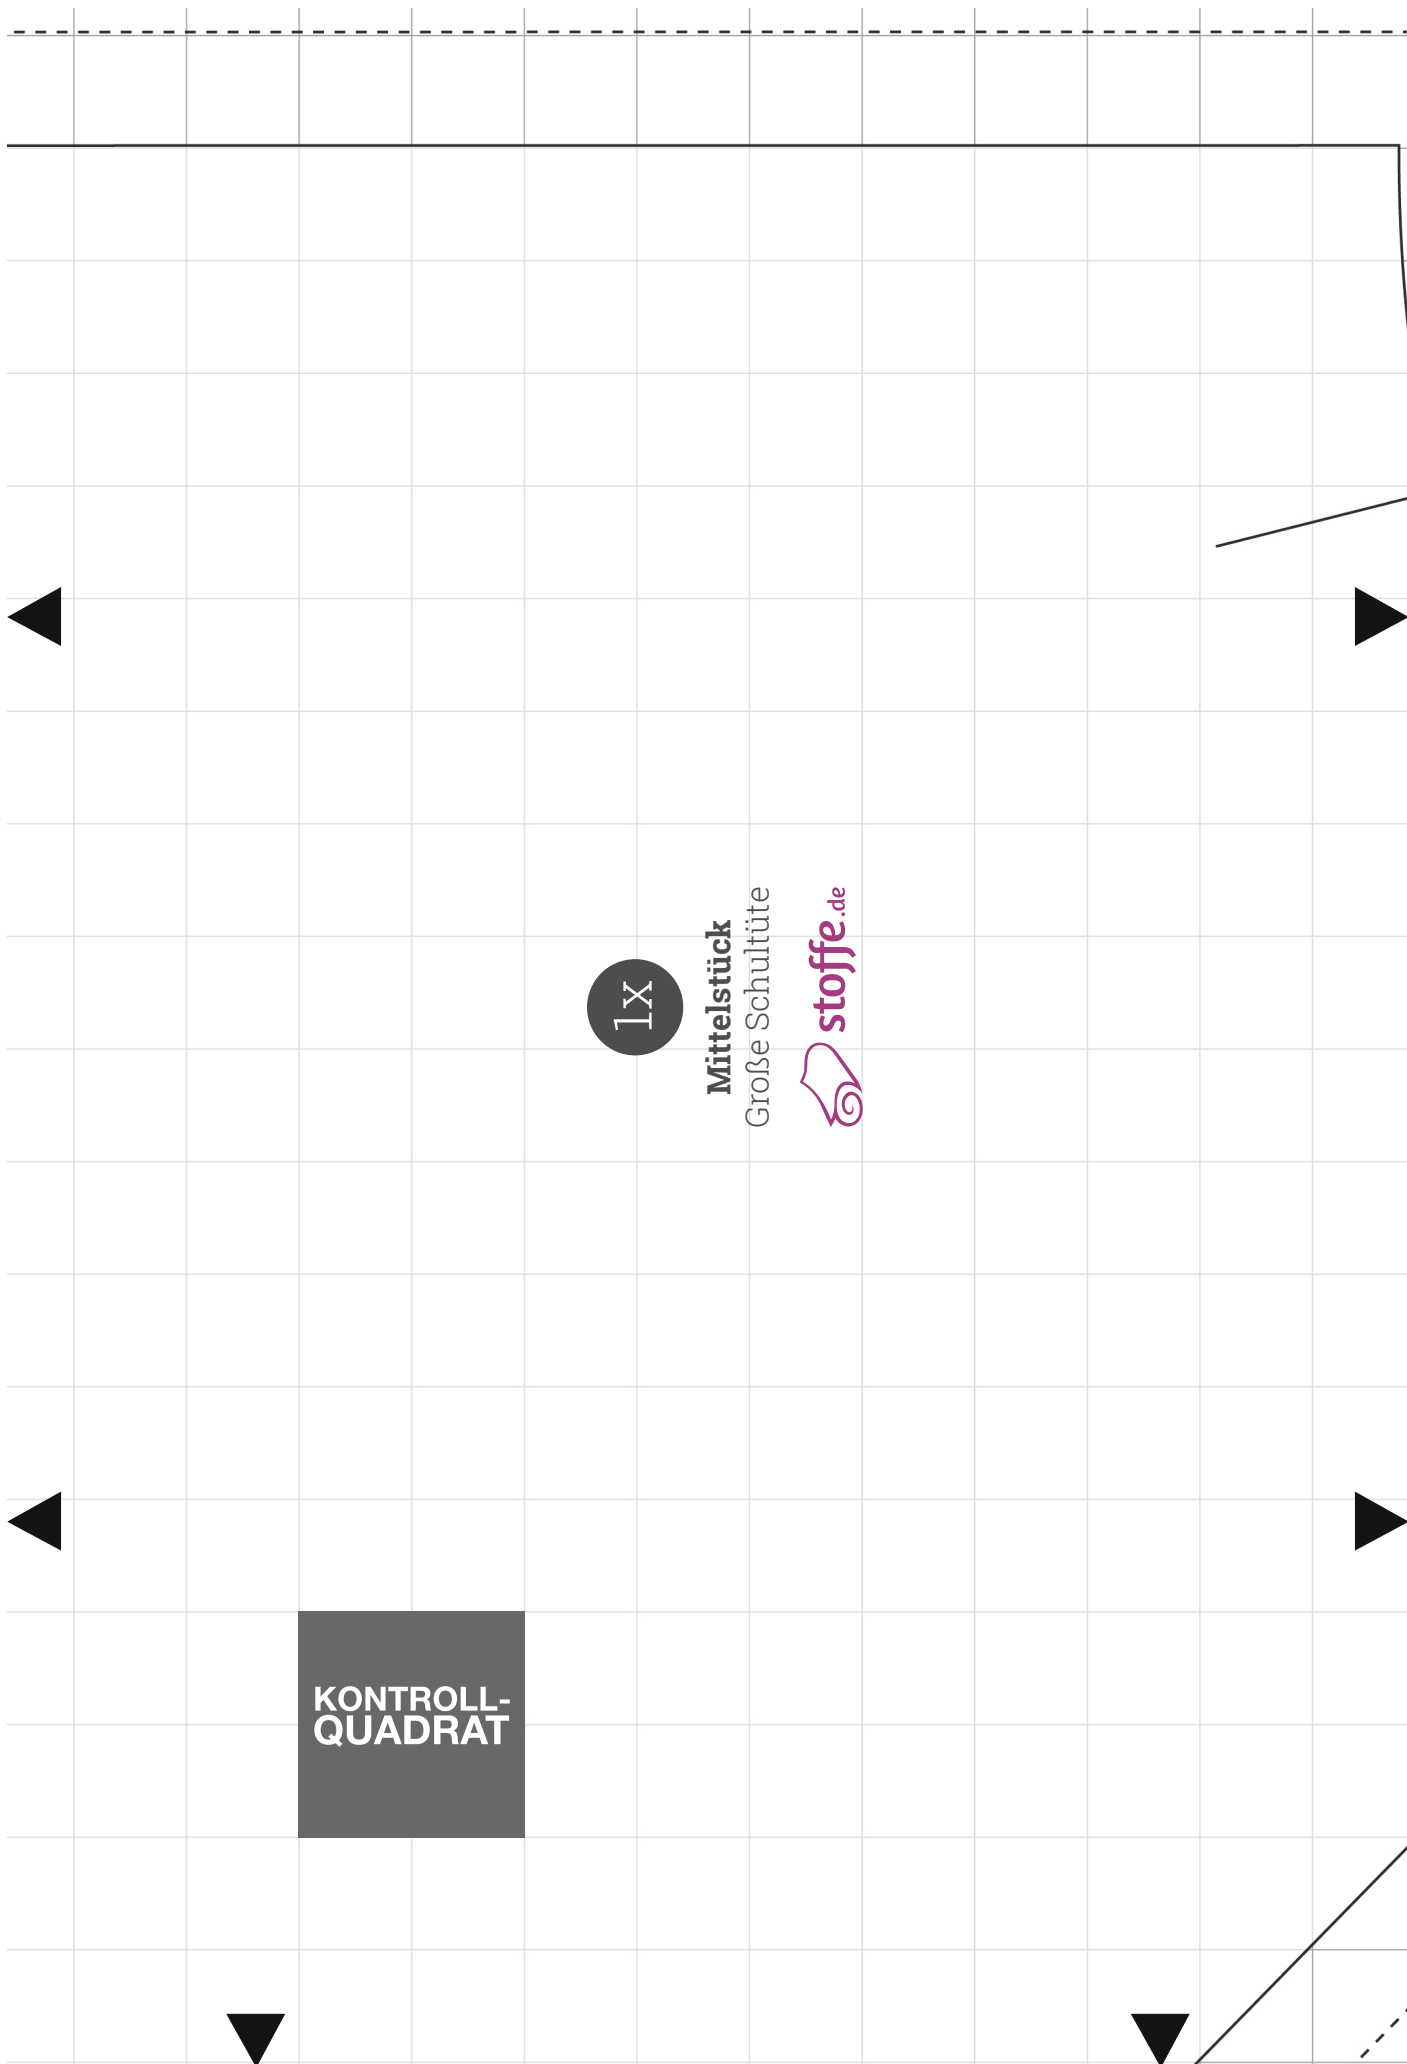 1x
Mittelstück
Große Schultüte
stoffe.de
KONTROLL-
QUADRAT